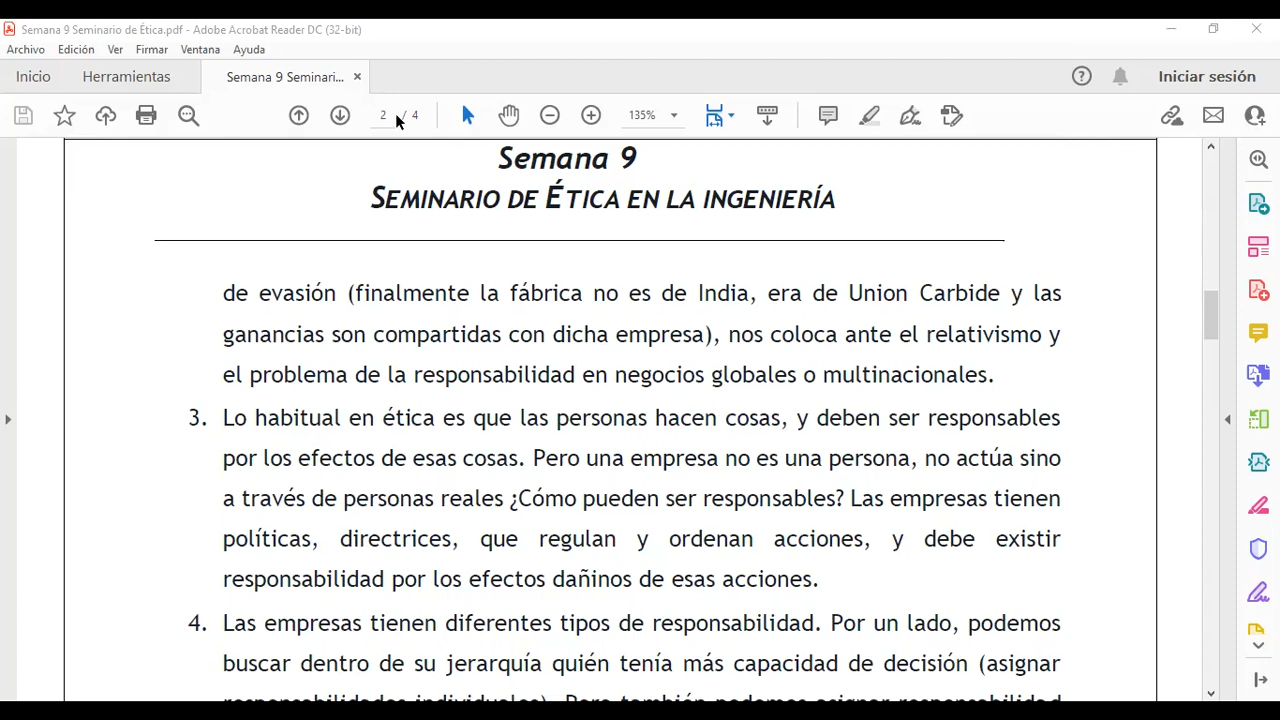 Semana 9 Seminario de Ética.pdf - Adobe Acrobat Reader DC (32-bit)
Archivo Edición Ver Firmar Ventana Ayuda
Inicio Herramientas Semana 9 Seminari... × Iniciar sesión
2 / 4 135%
Semana 9
SEMINARIO DE ÉTICA EN LA INGENIERÍA
de evasión (finalmente la fábrica no es de India, era de Union Carbide y las
ganancias son compartidas con dicha empresa), nos coloca ante el relativismo y
el problema de la responsabilidad en negocios globales o multinacionales.
3. Lo habitual en ética es que las personas hacen cosas, y deben ser responsables
por los efectos de esas cosas. Pero una empresa no es una persona, no actúa sino
a través de personas reales ¿Cómo pueden ser responsables? Las empresas tienen
políticas, directrices, que regulan y ordenan acciones, y debe existir
responsabilidad por los efectos dañinos de esas acciones.
4. Las empresas tienen diferentes tipos de responsabilidad. Por un lado, podemos
buscar dentro de su jerarquía quién tenía más capacidad de decisión (asignar
responsabilidades individuales). Pero también podemos asignar responsabilidad